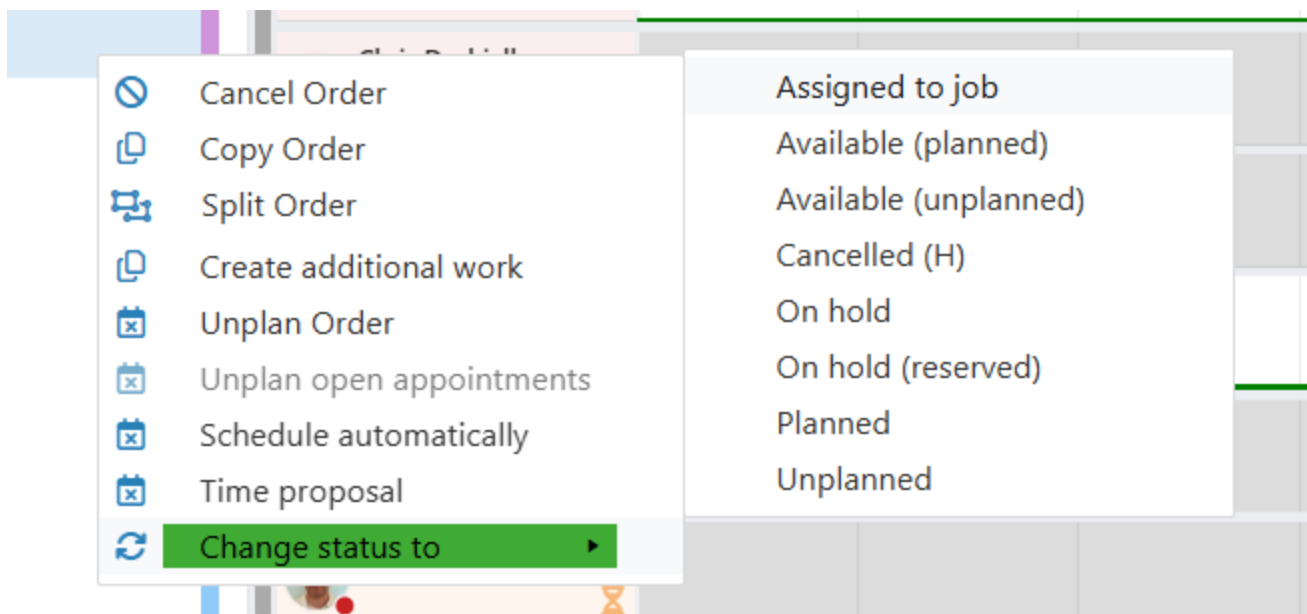 Cancel Order
Copy Order
Split Order
Create additional work
Unplan Order
Unplan open appointments
Schedule automatically
Time proposal
Change status to
Assigned to job
Available (planned)
Available (unplanned)
Cancelled (H)
On hold
On hold (reserved)
Planned
Unplanned